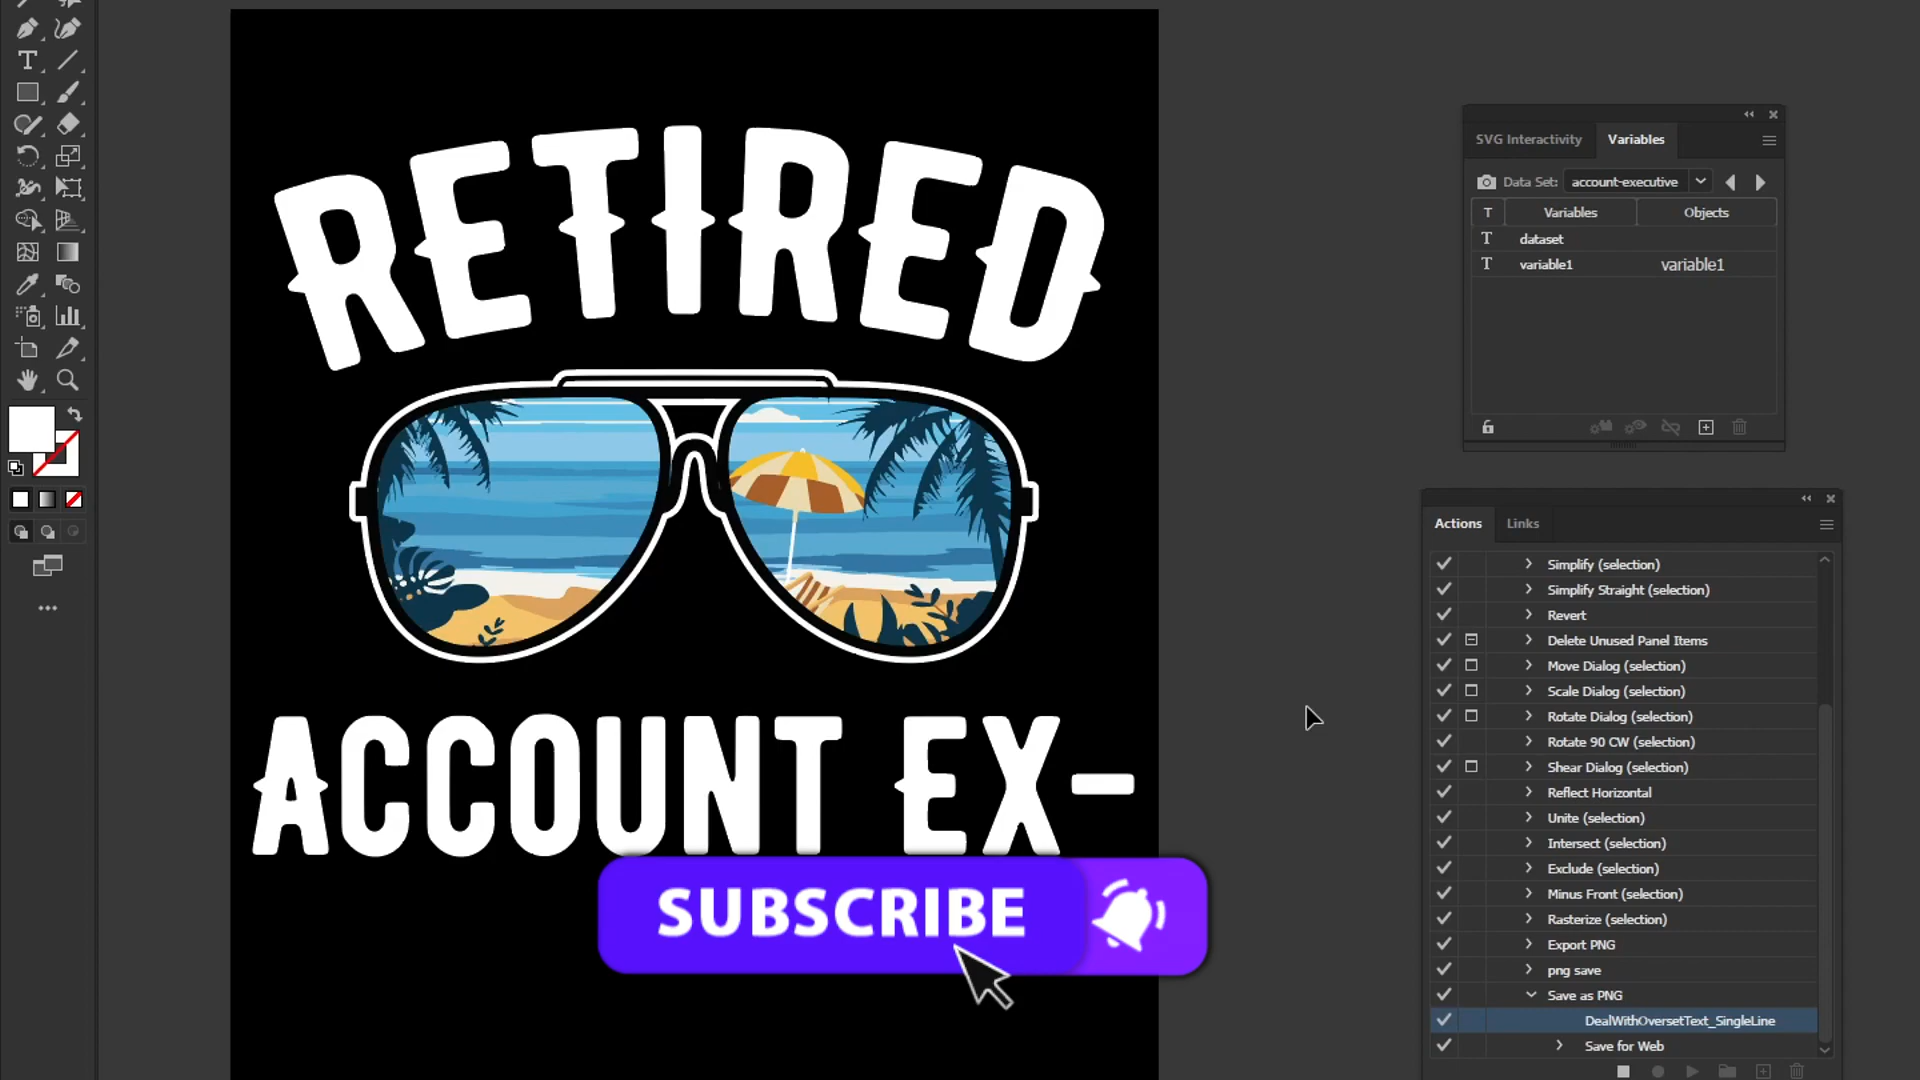 RETIRED
ACCOUNT EX-
SUBSCRIBE
SVG Interactivity
Variables
Data Set:
account-executive
T
Variables
Objects
T
dataset
T
variable1
variable1
Actions
Links
Simplify (selection)
Simplify Straight (selection)
Revert
Delete Unused Panel Items
Move Dialog (selection)
Scale Dialog (selection)
Rotate Dialog (selection)
Rotate 90 CW (selection)
Shear Dialog (selection)
Reflect Horizontal
Unite (selection)
Intersect (selection)
Exclude (selection)
Minus Front (selection)
Rasterize (selection)
Export PNG
png save
Save as PNG
DealWithOversetText_SingleLine
Save for Web